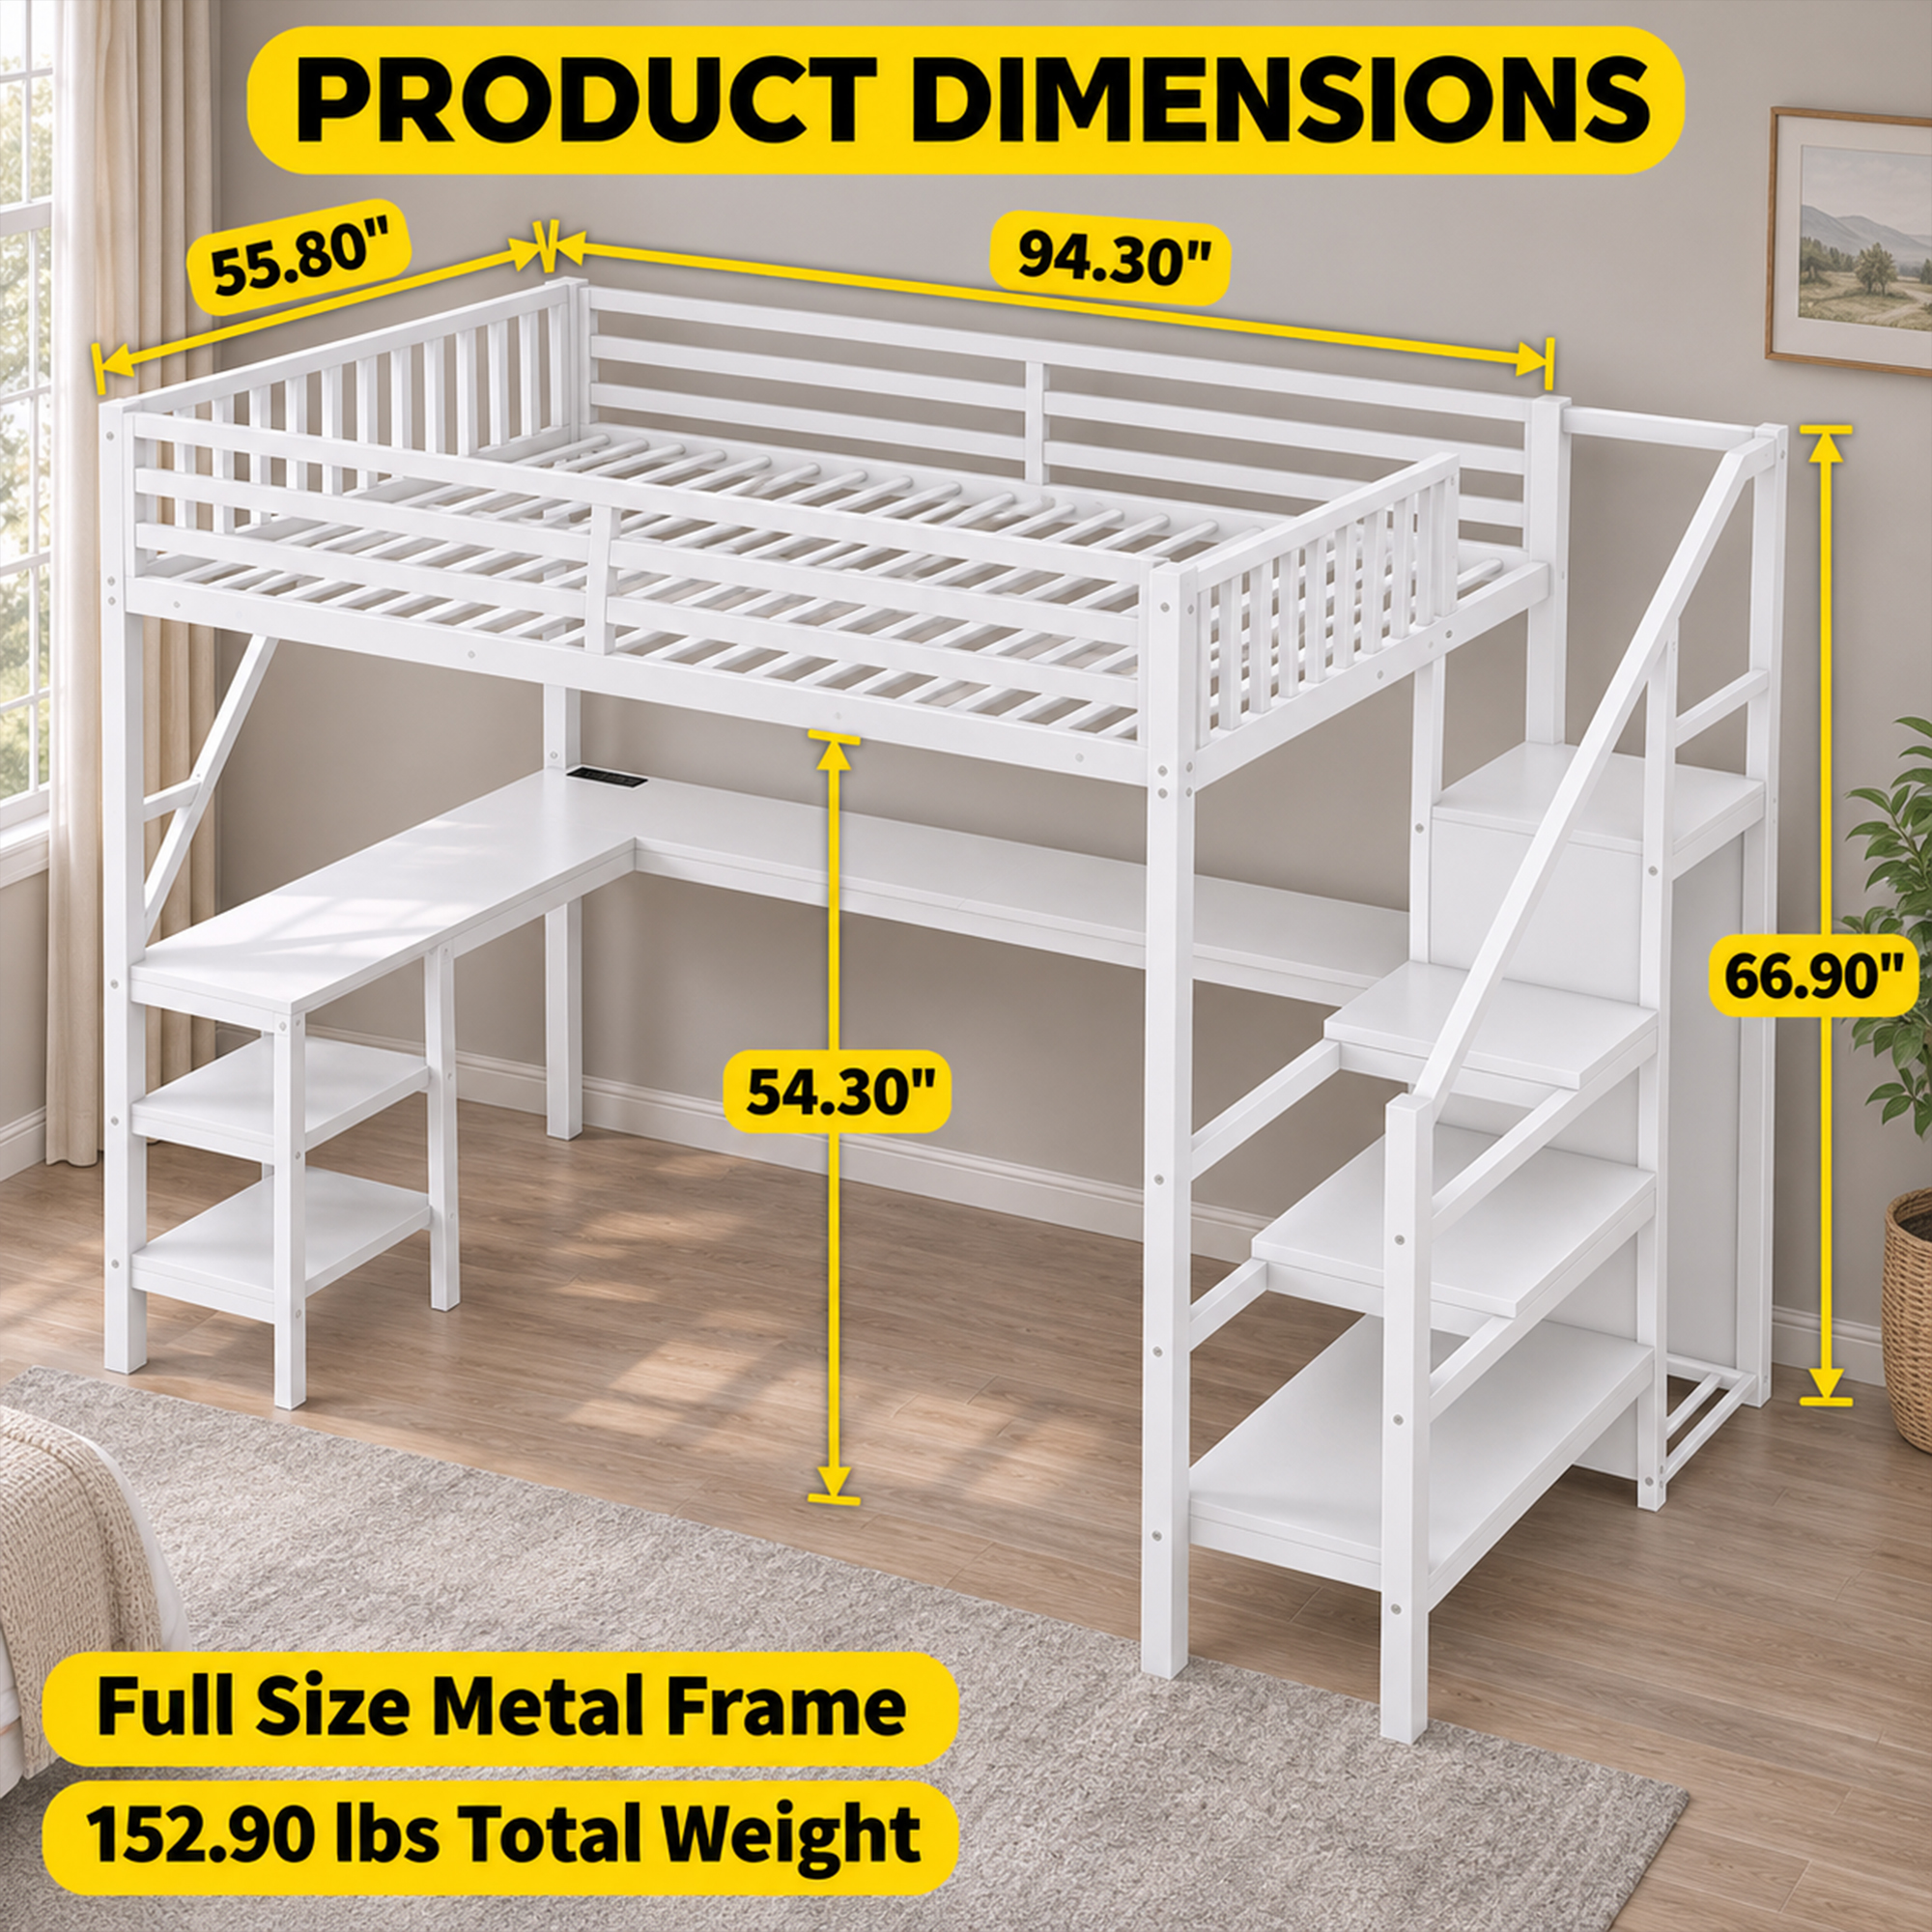 PRODUCT DIMENSIONS
55.80"
94.30"
66.90"
54.30"
Full Size Metal Frame
152.90 lbs Total Weight